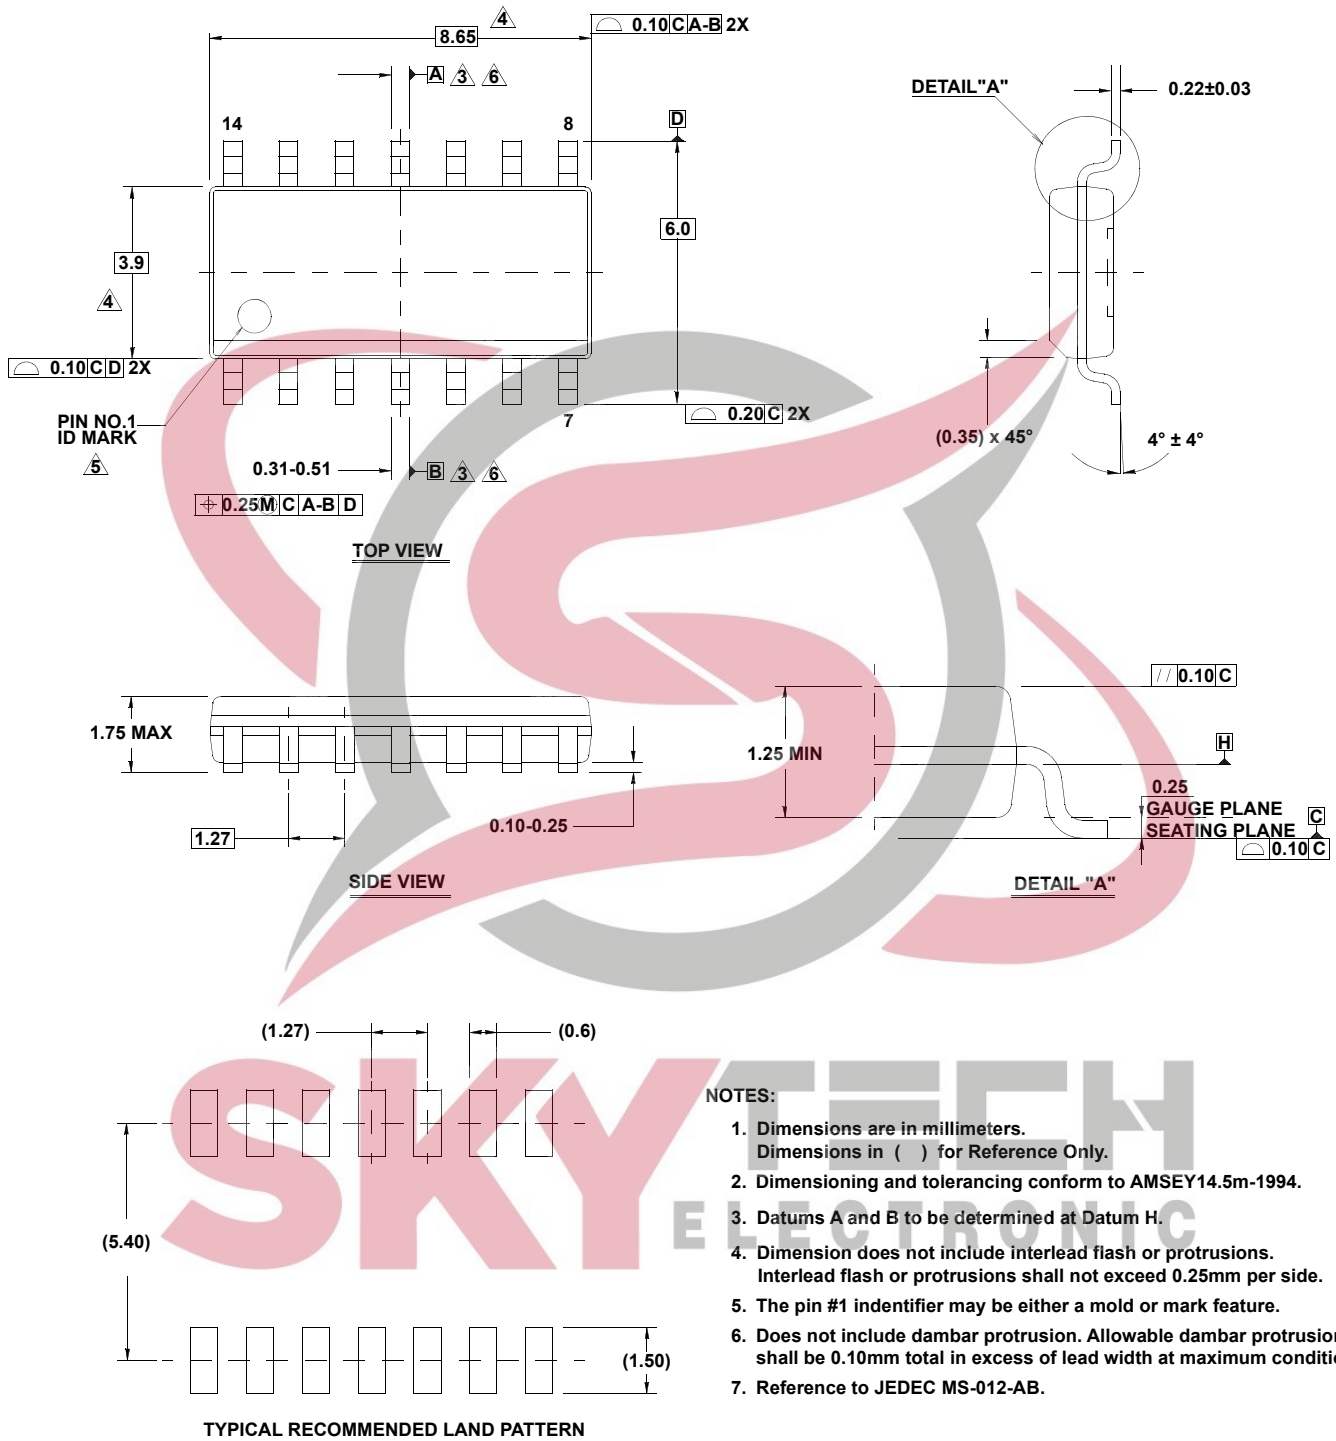 4
8.65
0.10 C A-B 2X
A 3 6
14
8
D
3.9
4
6.0
0.10 C D 2X
PIN NO.1
ID MARK
5
7
0.20 C 2X
0.31-0.51
B 3 6
0.25 M C A-B D
TOP VIEW
DETAIL"A"
0.22±0.03
(0.35) x 45°
4° ± 4°
1.75 MAX
1.27
0.10-0.25
SIDE VIEW
// 0.10 C
1.25 MIN
H
0.25
GAUGE PLANE
SEATING PLANE
C
0.10 C
DETAIL "A"
(1.27)
(0.6)
(5.40)
(1.50)
TYPICAL RECOMMENDED LAND PATTERN
SKYTECH
ELECTRONIC
NOTES:
1. Dimensions are in millimeters.
Dimensions in ( ) for Reference Only.
2. Dimensioning and tolerancing conform to AMSEY14.5m-1994.
3. Datums A and B to be determined at Datum H.
4. Dimension does not include interlead flash or protrusions.
Interlead flash or protrusions shall not exceed 0.25mm per side.
5. The pin #1 indentifier may be either a mold or mark feature.
6. Does not include dambar protrusion. Allowable dambar protrusion
shall be 0.10mm total in excess of lead width at maximum conditi
7. Reference to JEDEC MS-012-AB.